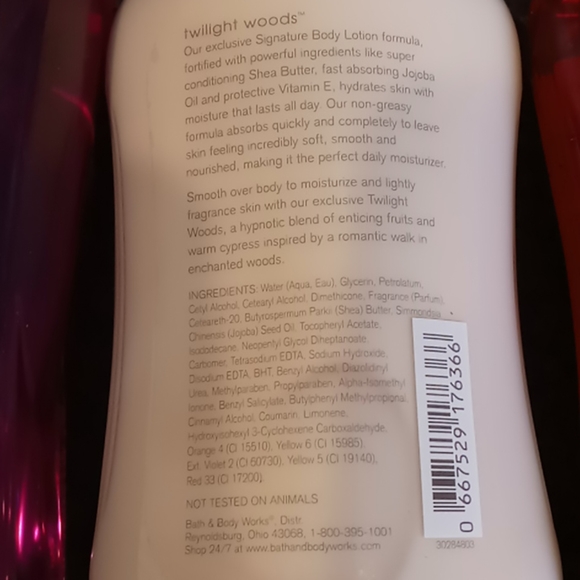 twilight woods™
Our exclusive Signature Body Lotion formula,
fortified with powerful ingredients like super
conditioning Shea Butter, fast absorbing Jojoba
Oil and protective Vitamin E, hydrates skin with
moisture that lasts all day. Our non-greasy
formula absorbs quickly and completely to leave
skin feeling incredibly soft, smooth and
nourished, making it the perfect daily moisturizer.
Smooth over body to moisturize and lightly
fragrance skin with our exclusive Twilight
Woods, a hypnotic blend of enticing fruits and
warm cypress inspired by a romantic walk in
enchanted woods.
INGREDIENTS: Water (Aqua, Eau), Glycerin, Petrolatum,
Cetyl Alcohol, Cetearyl Alcohol, Dimethicone, Fragrance (Parfum),
Ceteareth-20, Butyrospermum Parkii (Shea) Butter, Simmondsia
Chinensis (Jojoba) Seed Oil, Tocopheryl Acetate,
Isododecane, Neopentyl Glycol Diheptanoate,
Carbomer, Tetrasodium EDTA, Sodium Hydroxide,
Disodium EDTA, BHT, Benzyl Alcohol, Diazolidinyl
Urea, Methylparaben, Propylparaben, Alpha-Isomethyl
Ionone, Benzyl Salicylate, Butylphenyl Methylpropional,
Cinnamyl Alcohol, Coumarin, Limonene,
Hydroxyisohexyl 3-Cyclohexene Carboxaldehyde,
Orange 4 (CI 15510), Yellow 6 (CI 15985),
Ext. Violet 2 (CI 60730), Yellow 5 (CI 19140),
Red 33 (CI 17200)
NOT TESTED ON ANIMALS
Bath & Body Works®, Distr.
Reynoldsburg, Ohio 43068, 1-800-395-1001
Shop 24/7 at www.bathandbodyworks.com
0 667529 176366
30284800